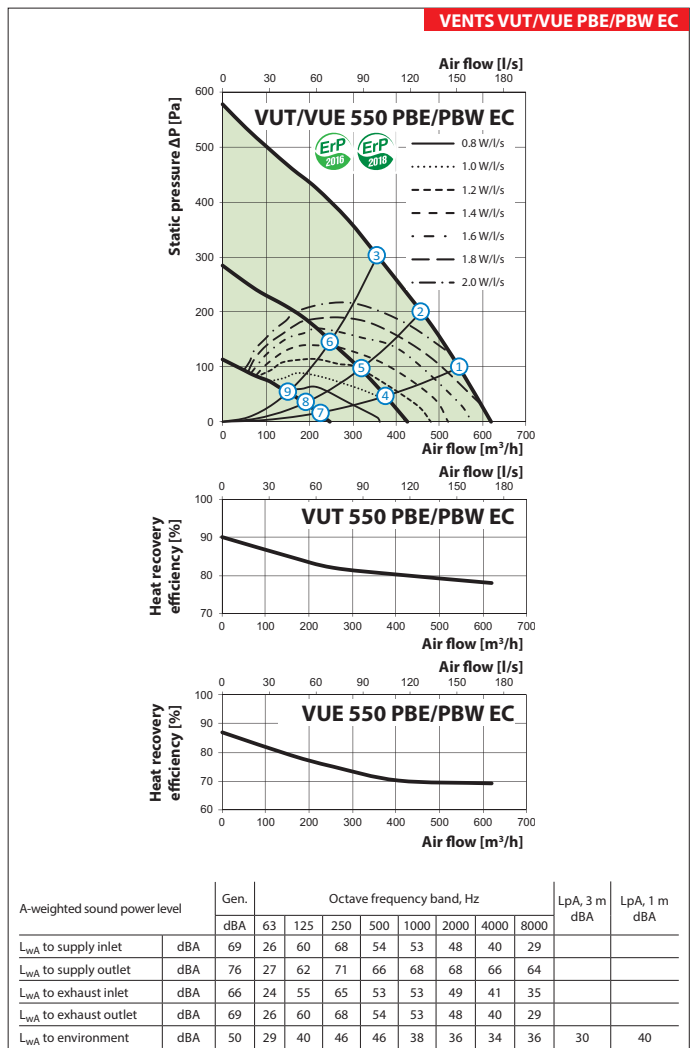 VENTS VUT/VUE PBE/PBW EC
Air flow [l/s]
0 30 60 90 120 150 180
VUT/VUE 550 PBE/PBW EC
ErP 2016
ErP 2018
0.8 W/l/s
1.0 W/l/s
1.2 W/l/s
1.4 W/l/s
1.6 W/l/s
1.8 W/l/s
2.0 W/l/s
Static pressure ΔP [Pa]
600
500
400
300
200
100
0
3
2
6
1
5
9
4
8
7
0 100 200 300 400 500 600 700
Air flow [m³/h]
Air flow [l/s]
0 30 60 90 120 150 180
VUT 550 PBE/PBW EC
Heat recovery
efficiency [%]
100
90
80
70
0 100 200 300 400 500 600 700
Air flow [m³/h]
Air flow [l/s]
0 30 60 90 120 150 180
VUE 550 PBE/PBW EC
Heat recovery
efficiency [%]
100
90
80
70
60
0 100 200 300 400 500 600 700
Air flow [m³/h]
A-weighted sound power level Gen. Octave frequency band, Hz LpA, 3 m dBA LpA, 1 m dBA
dBA 63 125 250 500 1000 2000 4000 8000
LwA to supply inlet dBA 69 26 60 68 54 53 48 40 29
LwA to supply outlet dBA 76 27 62 71 66 68 68 66 64
LwA to exhaust inlet dBA 66 24 55 65 53 53 49 41 35
LwA to exhaust outlet dBA 69 26 60 68 54 53 48 40 29
LwA to environment dBA 50 29 40 46 46 38 36 34 36 30 40